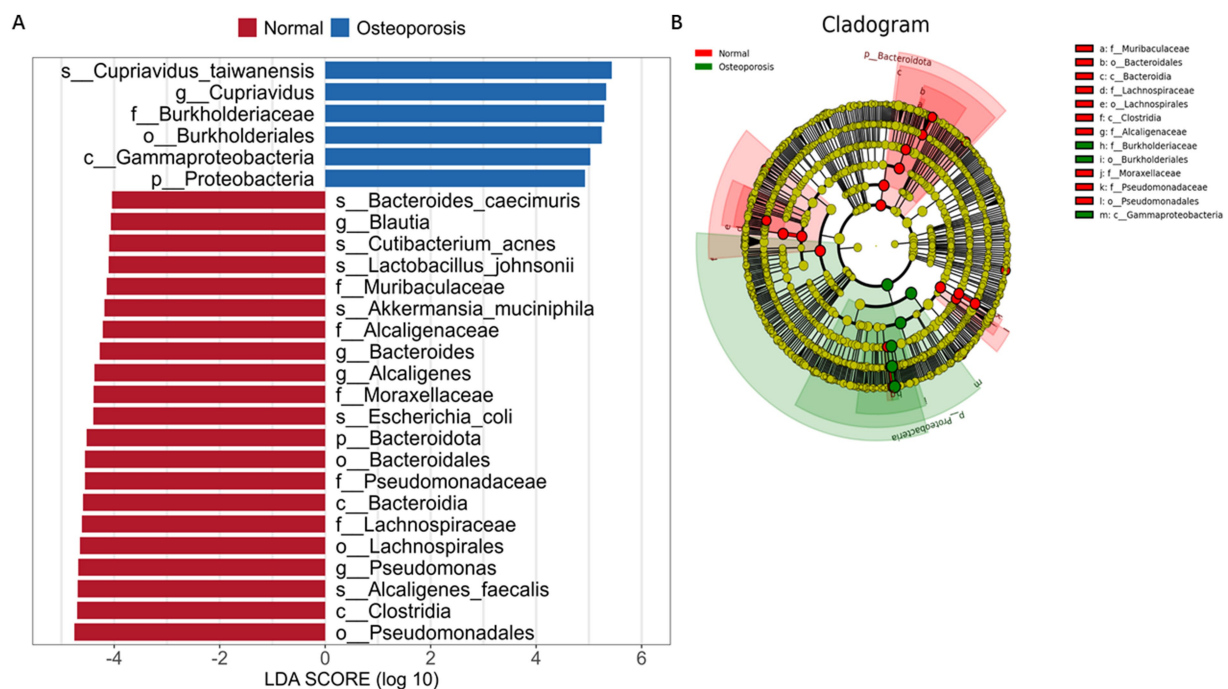 A
Normal Osteoporosis
s__Cupriavidus_taiwanensis
g__Cupriavidus
f__Burkholderiaceae
o__Burkholderiales
c__Gammaproteobacteria
p__Proteobacteria
s__Bacteroides_caecimuris
g__Blautia
s__Cutibacterium_acnes
s__Lactobacillus_johnsonii
f__Muribaculaceae
s__Akkermansia_muciniphila
f__Alcaligenaceae
g__Bacteroides
g__Alcaligenes
f__Moraxellaceae
s__Escherichia_coli
p__Bacteroidota
o__Bacteroidales
f__Pseudomonadaceae
c__Bacteroidia
f__Lachnospiraceae
o__Lachnospirales
g__Pseudomonas
s__Alcaligenes_faecalis
c__Clostridia
o__Pseudomonadales
-4 -2 0 2 4 6
LDA SCORE (log 10)
B
Cladogram
Normal
Osteoporosis
p__Bacteroidota
c
b
m
p__Proteobacteria
a: f__Muribaculaceae
b: o__Bacteroidales
c: c__Bacteroidia
d: f__Lachnospiraceae
e: o__Lachnospirales
f: c__Clostridia
g: f__Alcaligenaceae
h: f__Burkholderiaceae
i: o__Burkholderiales
j: f__Moraxellaceae
k: f__Pseudomonadaceae
l: o__Pseudomonadales
m: c__Gammaproteobacteria